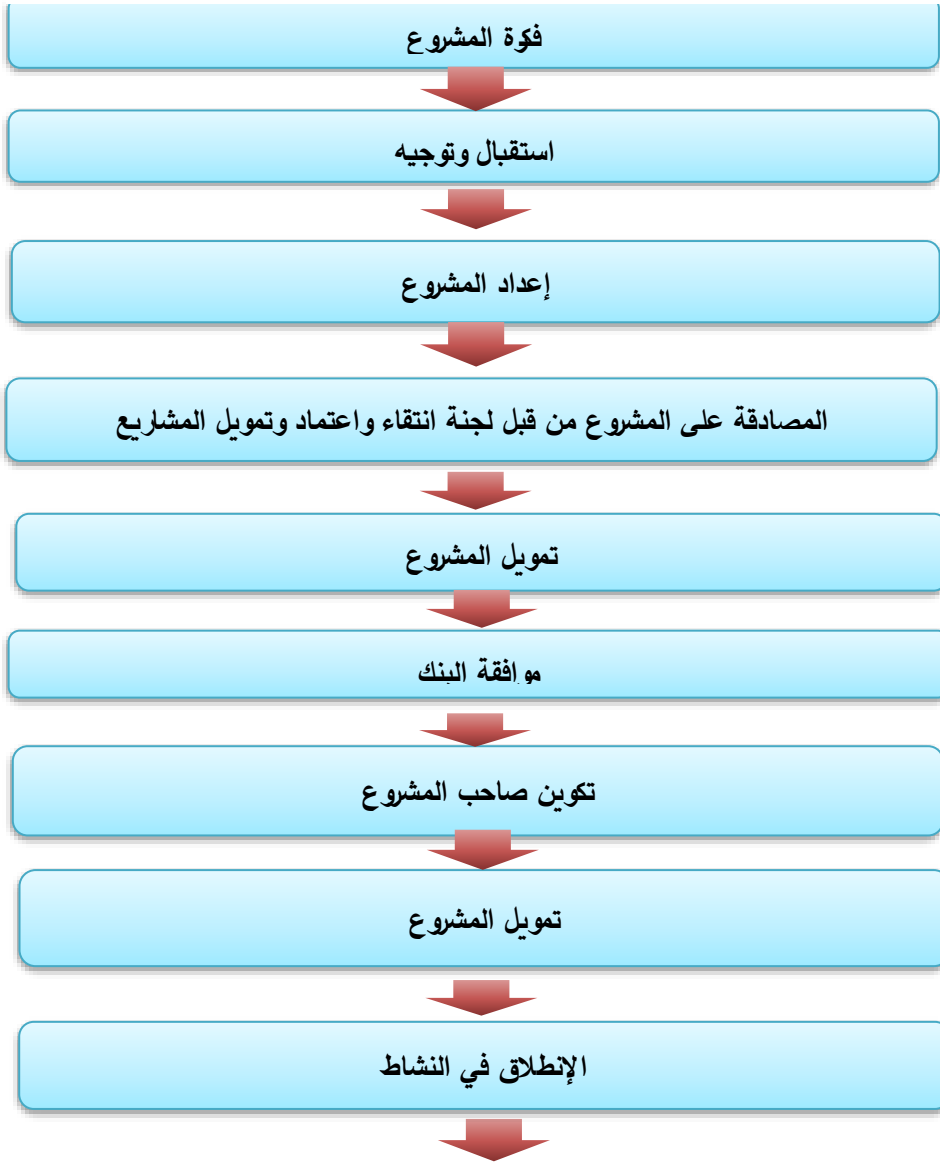 فكرة المشروع
استقبال وتوجيه
إعداد المشروع
المصادقة على المشروع من قبل لجنة انتقاء واعتماد وتمويل المشاريع
تمويل المشروع
موافقة البنك
تكوين صاحب المشروع
تمويل المشروع
الإنطلاق في النشاط